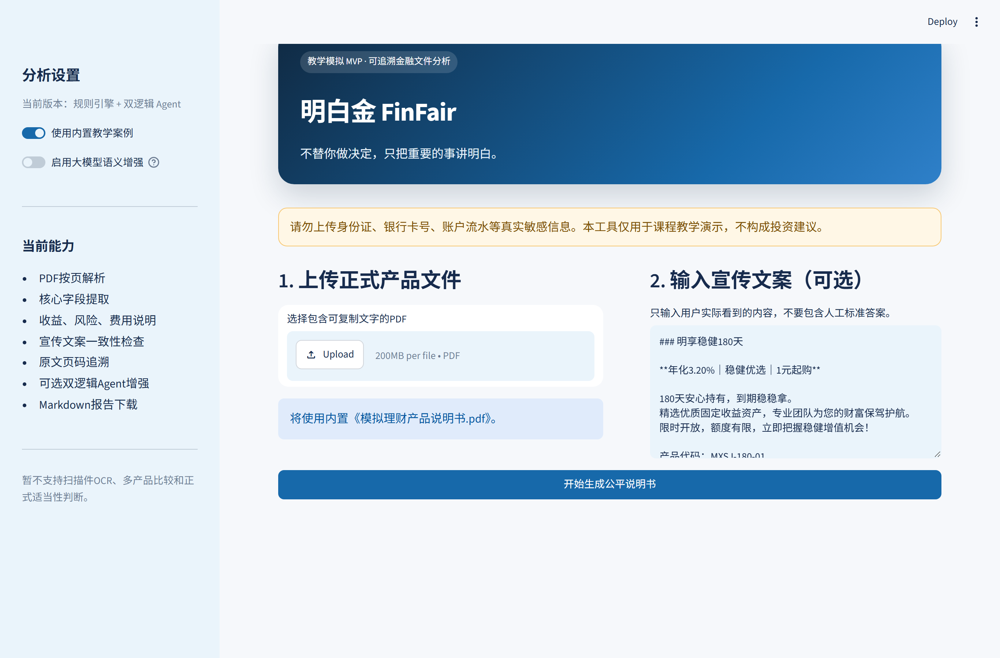 Deploy
分析设置
当前版本：规则引擎 + 双逻辑 Agent
使用内置教学案例
启用大模型语义增强
当前能力
• PDF按页解析
• 核心字段提取
• 收益、风险、费用说明
• 宣传文案一致性检查
• 原文页码追溯
• 可选双逻辑Agent增强
• Markdown报告下载
暂不支持扫描件OCR、多产品比较和正
式适当性判断。
教学模拟 MVP · 可追溯金融文件分析
明白金 FinFair
不替你做决定，只把重要的事讲明白。
请勿上传身份证、银行卡号、账户流水等真实敏感信息。本工具仅用于课程教学演示，不构成投资建议。
1. 上传正式产品文件
选择包含可复制文字的PDF
Upload
200MB per file • PDF
将使用内置《模拟理财产品说明书.pdf》。
2. 输入宣传文案（可选）
只输入用户实际看到的内容，不要包含人工标准答案。
### 明享稳健180天
**年化3.20%｜稳健优选｜1元起购**
180天安心持有，到期稳稳拿。
精选优质固定收益资产，专业团队为您的财富保驾护航。
限时开放，额度有限，立即把握稳健增值机会！
产品代码：MXSJ-180-01
开始生成公平说明书